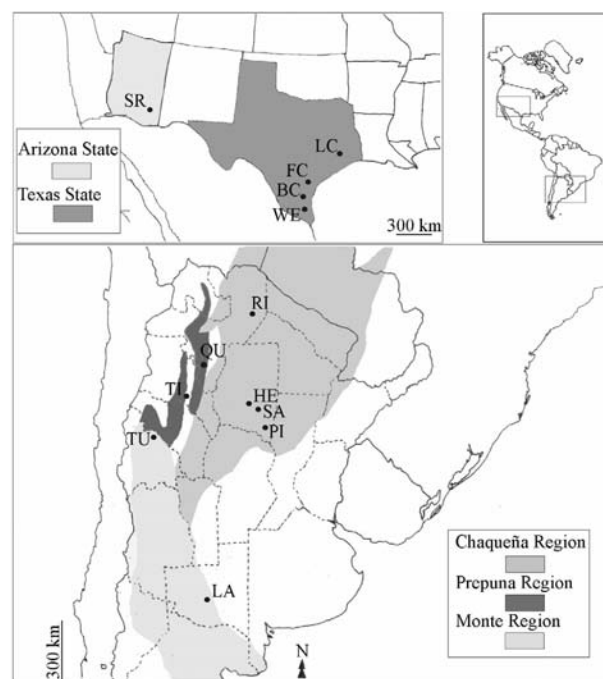 SR
LC
FC
BC
WE
Arizona State
Texas State
300 km
RI
QU
TI
HE
SA
PI
TU
LA
Chaqueña Region
Prepuna Region
Monte Region
300 km
N